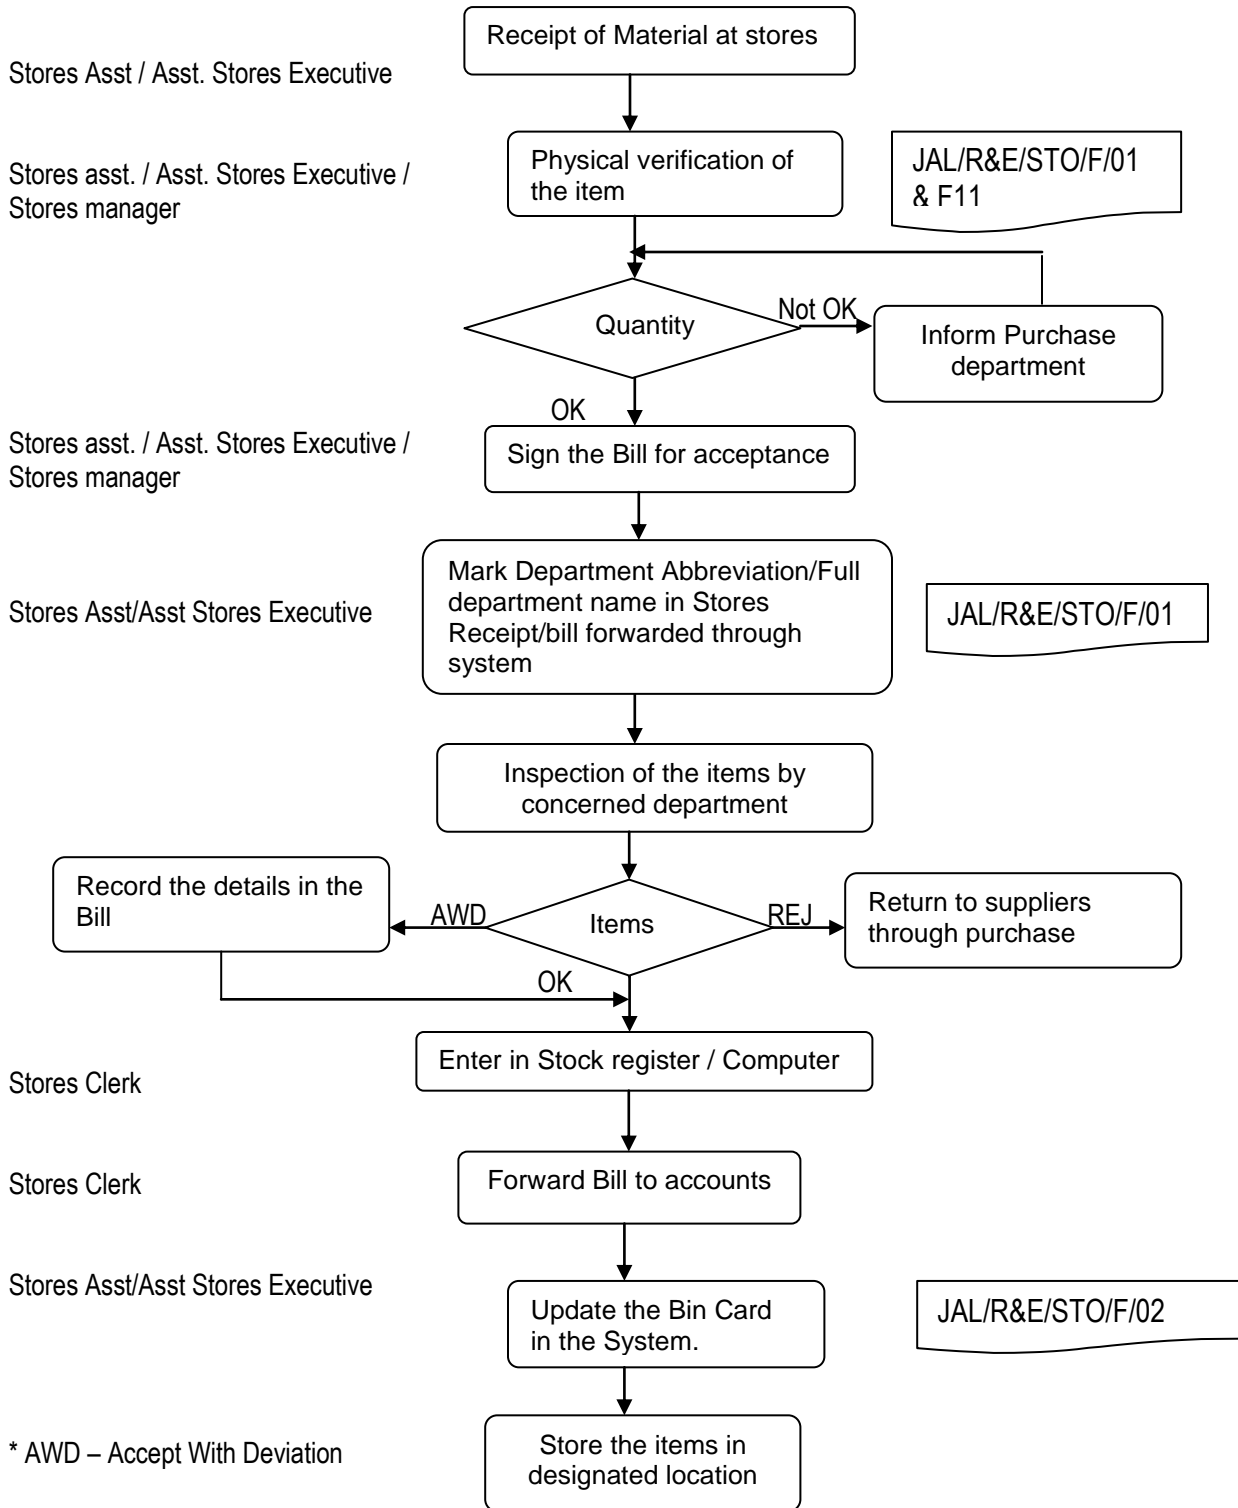 Receipt of Material at stores
Stores Asst / Asst. Stores Executive
Physical verification of
the item
JAL/R&E/STO/F/01
& F11
Stores asst. / Asst. Stores Executive /
Stores manager
Quantity
Not OK
Inform Purchase
department
OK
Stores asst. / Asst. Stores Executive /
Stores manager
Sign the Bill for acceptance
Mark Department Abbreviation/Full
department name in Stores
Receipt/bill forwarded through
system
Stores Asst/Asst Stores Executive
JAL/R&E/STO/F/01
Inspection of the items by
concerned department
Record the details in the
Bill
AWD
Items
REJ
Return to suppliers
through purchase
OK
Enter in Stock register / Computer
Stores Clerk
Forward Bill to accounts
Stores Clerk
Stores Asst/Asst Stores Executive
Update the Bin Card
in the System.
JAL/R&E/STO/F/02
* AWD – Accept With Deviation
Store the items in
designated location